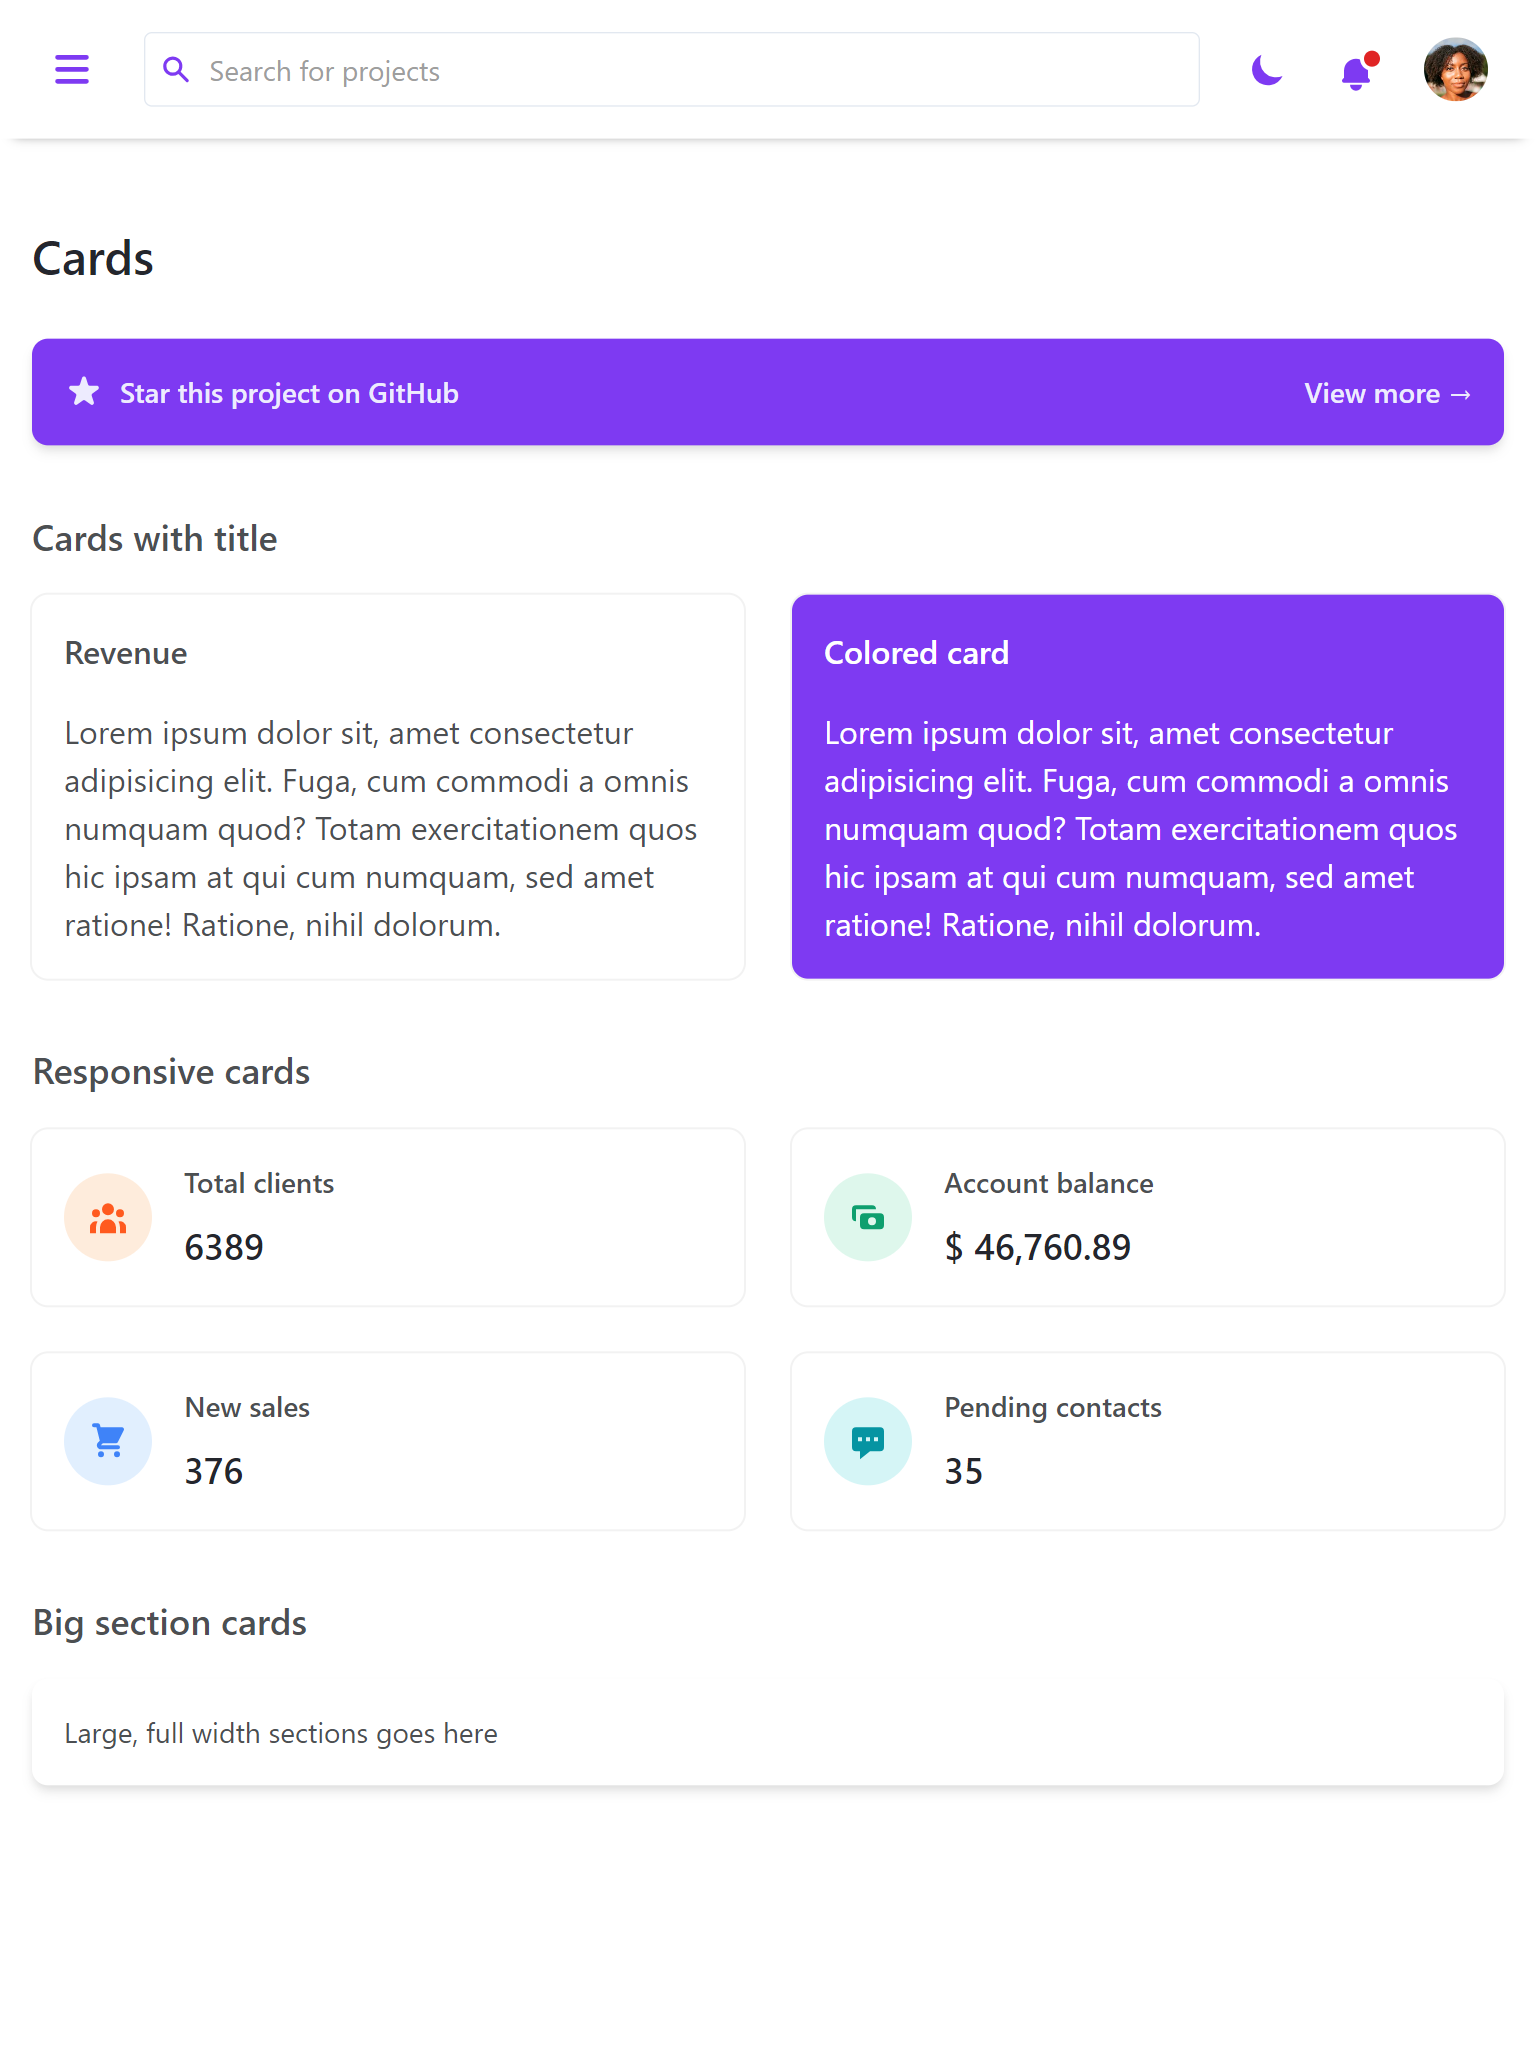 Search for projects
Cards
Star this project on GitHub
View more →
Cards with title
Revenue
Lorem ipsum dolor sit, amet consectetur
adipisicing elit. Fuga, cum commodi a omnis
numquam quod? Totam exercitationem quos
hic ipsam at qui cum numquam, sed amet
ratione! Ratione, nihil dolorum.
Colored card
Lorem ipsum dolor sit, amet consectetur
adipisicing elit. Fuga, cum commodi a omnis
numquam quod? Totam exercitationem quos
hic ipsam at qui cum numquam, sed amet
ratione! Ratione, nihil dolorum.
Responsive cards
Total clients
6389
Account balance
$ 46,760.89
New sales
376
Pending contacts
35
Big section cards
Large, full width sections goes here